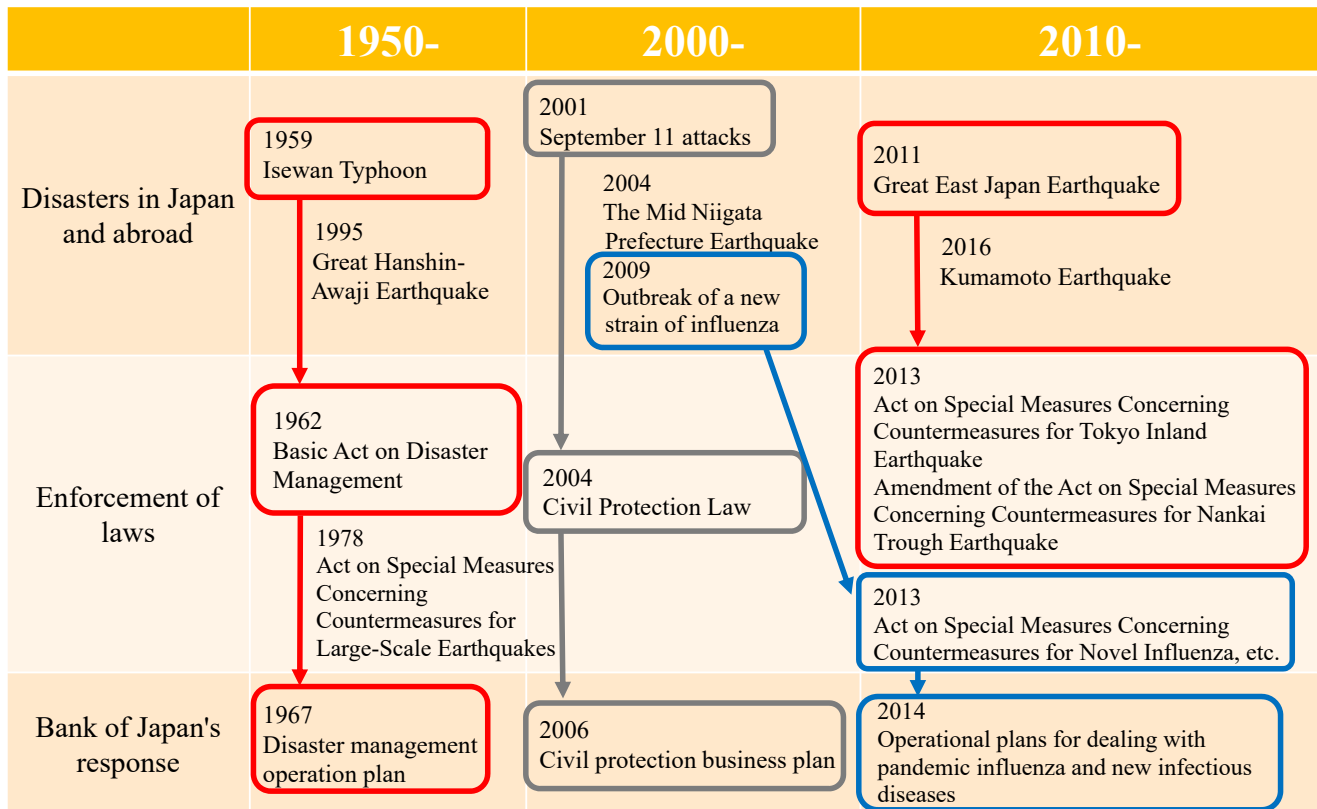 1950-
2000-
2010-
Disasters in Japan
and abroad
1959
Isewan Typhoon
1995
Great Hanshin-
Awaji Earthquake
2001
September 11 attacks
2004
The Mid Niigata
Prefecture Earthquake
2009
Outbreak of a new
strain of influenza
2011
Great East Japan Earthquake
2016
Kumamoto Earthquake
Enforcement of
laws
1962
Basic Act on Disaster
Management
1978
Act on Special Measures
Concerning
Countermeasures for
Large-Scale Earthquakes
2004
Civil Protection Law
2013
Act on Special Measures Concerning
Countermeasures for Tokyo Inland
Earthquake
Amendment of the Act on Special Measures
Concerning Countermeasures for Nankai
Trough Earthquake
2013
Act on Special Measures Concerning
Countermeasures for Novel Influenza, etc.
Bank of Japan's
response
1967
Disaster management
operation plan
2006
Civil protection business plan
2014
Operational plans for dealing with
pandemic influenza and new infectious
diseases